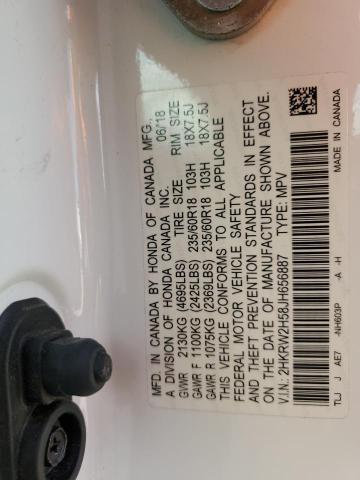 MFD. IN CANADA BY HONDA OF CANADA MFG.,
A DIVISION OF HONDA CANADA INC. 06/18
TIRE SIZE RIM SIZE
GVWR 2130KG (4695LBS)
GAWR F 1100KG (2425LBS) 235/60R18 103H 18X7.5J
GAWR R 1075KG (2369LBS) 235/60R18 103H 18X7.5J
THIS VEHICLE CONFORMS TO ALL APPLICABLE
FEDERAL MOTOR VEHICLE SAFETY
AND THEFT PREVENTION STANDARDS IN EFFECT
ON THE DATE OF MANUFACTURE SHOWN ABOVE.
V.I.N: 2HKRW2H58JH656887 TYPE: MPV
TLJ J AE7 -NH603P -A -H
MADE IN CANADA